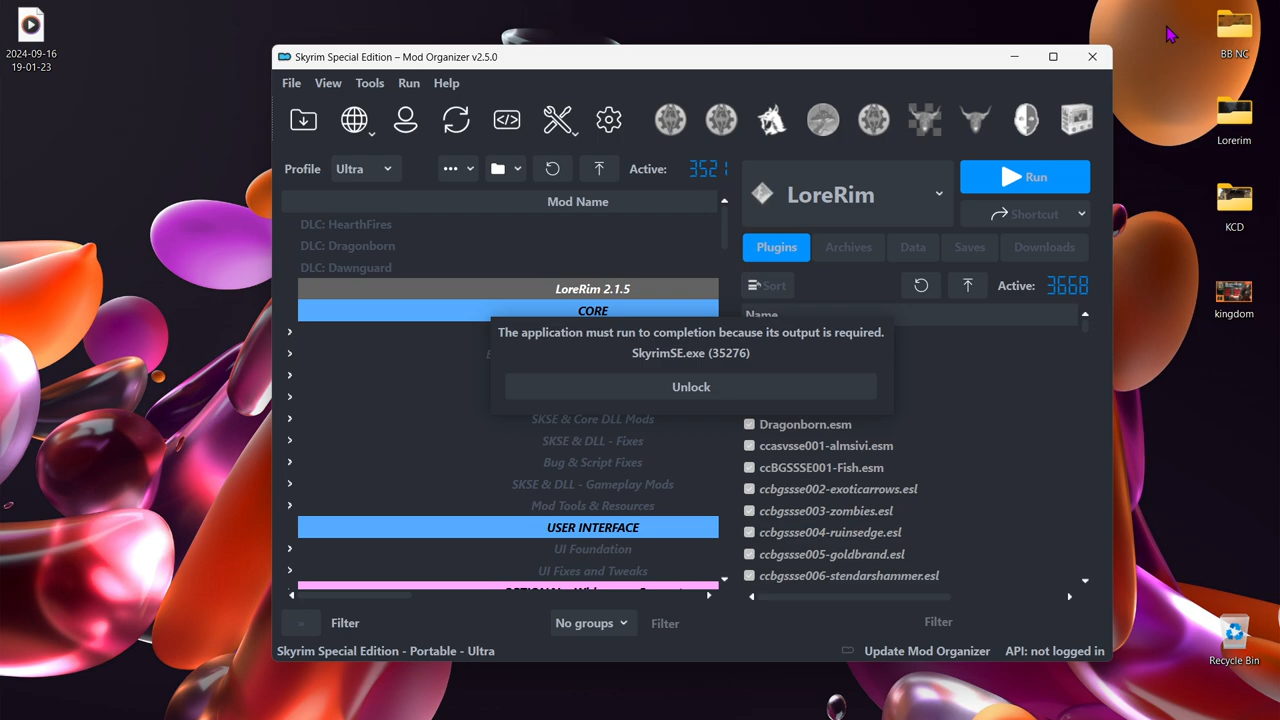 2024-09-16
19-01-23
BB NC
Lorerim
KCD
kingdom
Recycle Bin
Skyrim Special Edition – Mod Organizer v2.5.0
File View Tools Run Help
Profile Ultra Active: 3521
Mod Name
DLC: HearthFires
DLC: Dragonborn
DLC: Dawnguard
LoreRim 2.1.5
CORE
SKSE & Core DLL Mods
SKSE & DLL - Fixes
Bug & Script Fixes
SKSE & DLL - Gameplay Mods
Mod Tools & Resources
USER INTERFACE
UI Foundation
UI Fixes and Tweaks
Filter No groups Filter
LoreRim
Run
Shortcut
Plugins Archives Data Saves Downloads
Sort Active: 3668
Name
The application must run to completion because its output is required.
SkyrimSE.exe (35276)
Unlock
Dragonborn.esm
ccasvsse001-almsivi.esm
ccBGSSSE001-Fish.esm
ccbgssse002-exoticarrows.esl
ccbgssse003-zombies.esl
ccbgssse004-ruinsedge.esl
ccbgssse005-goldbrand.esl
ccbgssse006-stendarshammer.esl
Filter
Skyrim Special Edition - Portable - Ultra
Update Mod Organizer API: not logged in